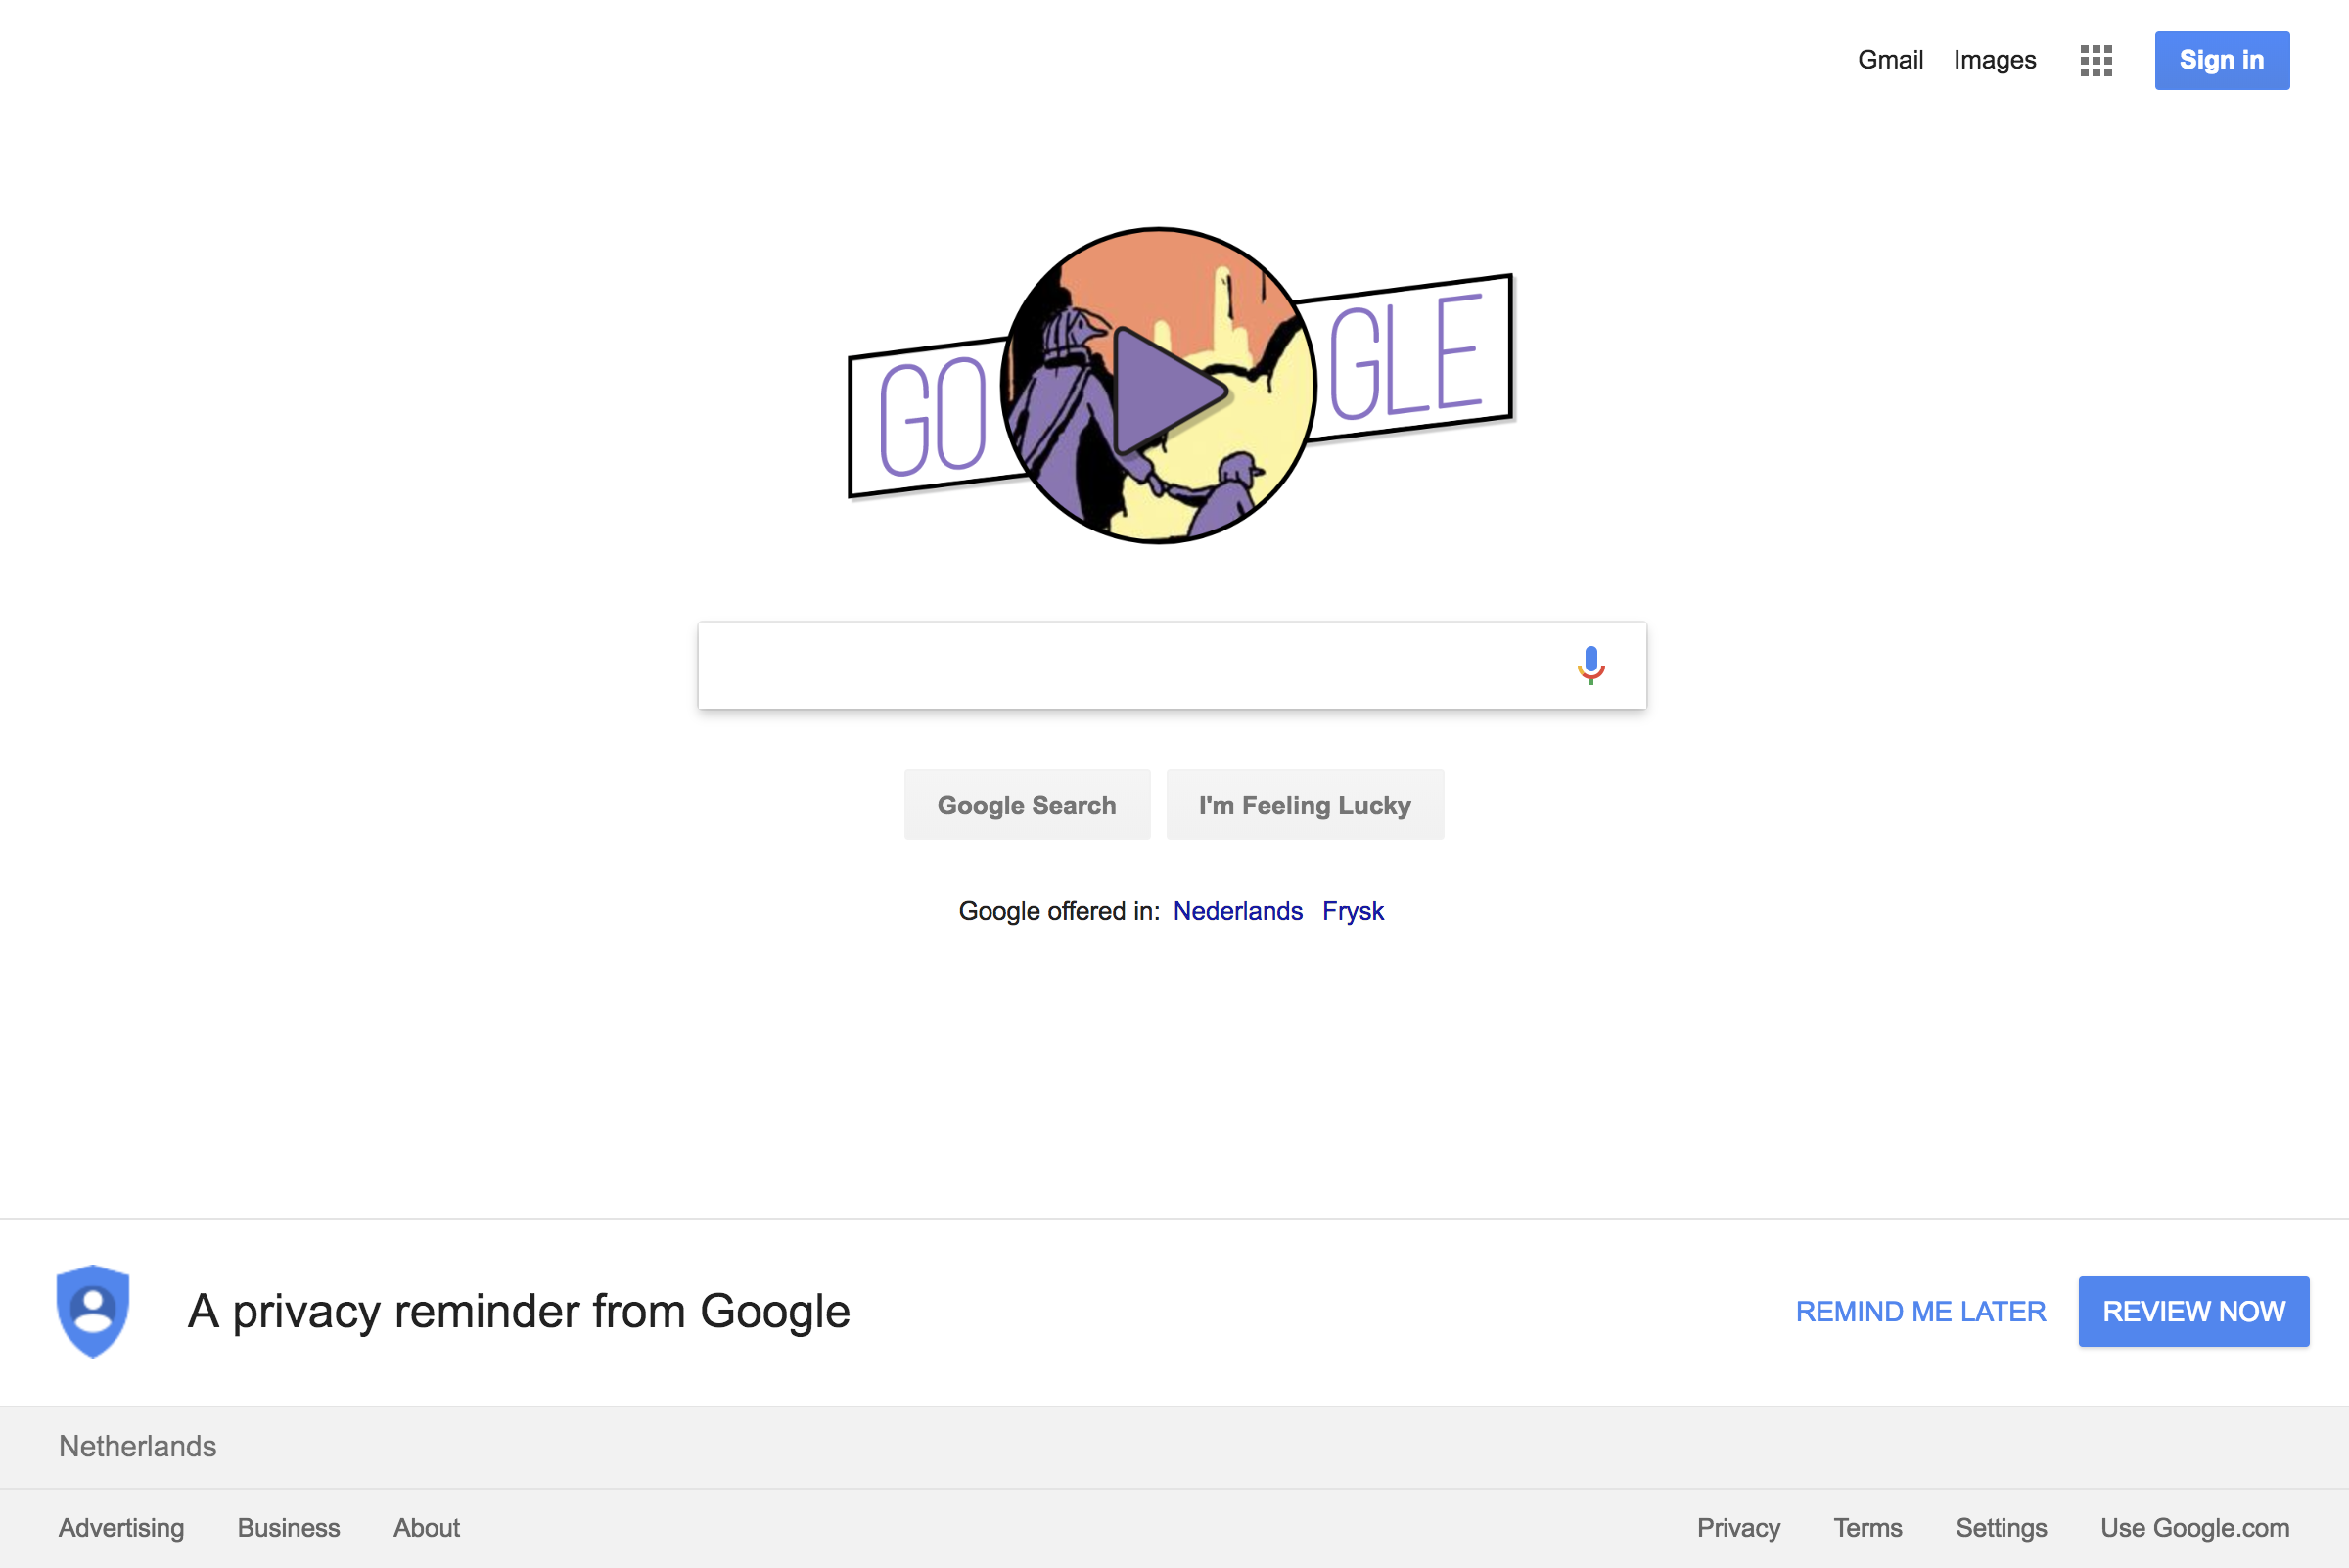 Gmail Images Sign in
GO GLE
Google Search I'm Feeling Lucky
Google offered in: Nederlands Frysk
A privacy reminder from Google REMIND ME LATER REVIEW NOW
Netherlands
Advertising Business About Privacy Terms Settings Use Google.com